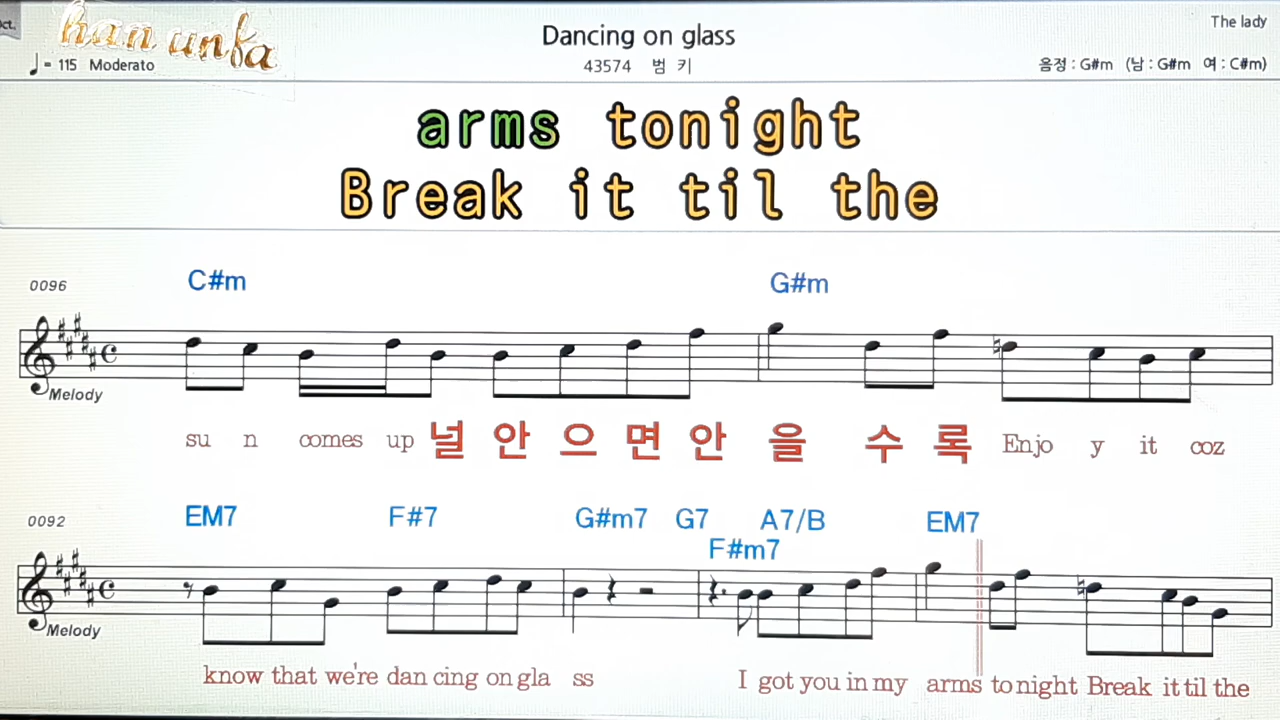 ct.
han unfa
Dancing on glass
The lady
♩= 115 Moderato
43574 범 키
음정 : G#m (남 : G#m 여 : C#m)
arms tonight
Break it til the
0096
C#m G#m
Melody
su n comes up 널 안 으 면 안 을 수 록 Enjo y it coz
0092
EM7 F#7 G#m7 G7 A7/B EM7
F#m7
Melody
know that we're dan cing on gla ss I got you in my arms to night Break it til the